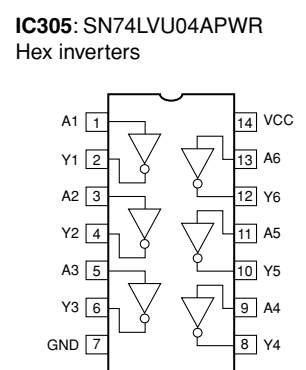 IC305: SN74LVU04APWR
Hex inverters
A1 1 14 VCC
Y1 2 13 A6
A2 3 12 Y6
Y2 4 11 A5
A3 5 10 Y5
Y3 6 9 A4
GND 7 8 Y4